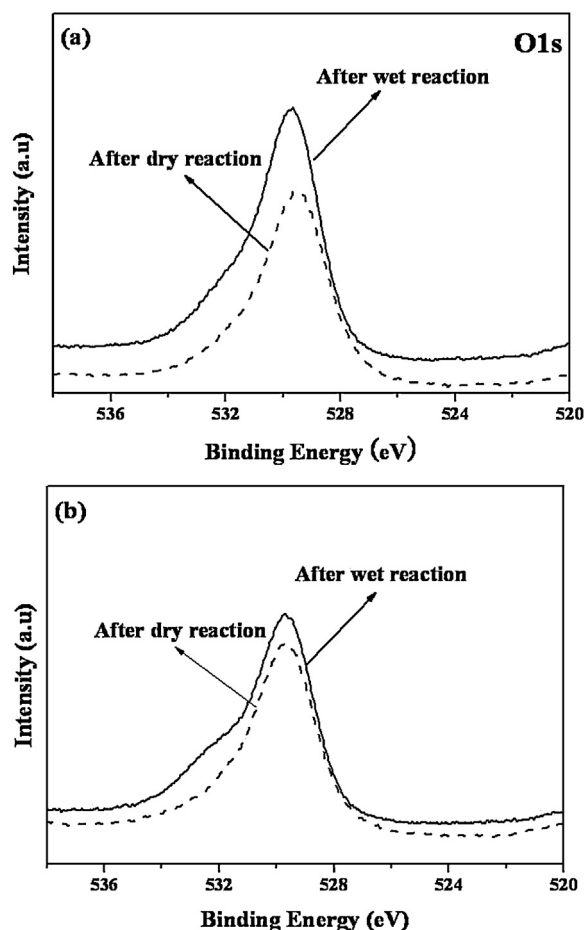 (a)
O1s
After wet reaction
After dry reaction
Intensity (a.u)
536 532 528 524 520
Binding Energy (eV)
(b)
After wet reaction
After dry reaction
Intensity (a.u)
536 532 528 524 520
Binding Energy (eV)